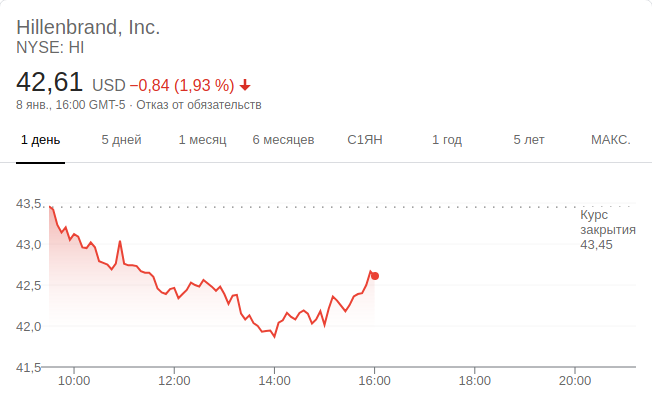 Hillenbrand, Inc.
NYSE: HI
42,61 USD −0,84 (1,93 %)
8 янв., 16:00 GMT-5 · Отказ от обязательств
1 день 5 дней 1 месяц 6 месяцев С1ЯН 1 год 5 лет МАКС.
43,5
Курс
закрытия
43,45
43,0
42,5
42,0
41,5
10:00 12:00 14:00 16:00 18:00 20:00